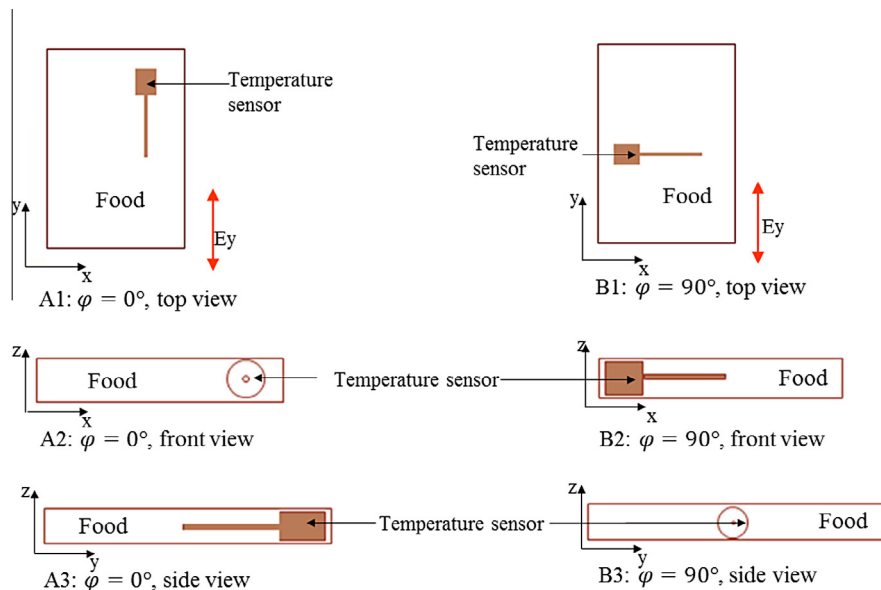 Temperature
sensor
Food
y
Ey
x
A1: φ = 0°, top view
Temperature
sensor
Food
y
Ey
x
B1: φ = 90°, top view
z
Food
x
A2: φ = 0°, front view
Temperature sensor
z
Food
x
B2: φ = 90°, front view
z
Food
y
A3: φ = 0°, side view
Temperature sensor
z
Food
y
B3: φ = 90°, side view